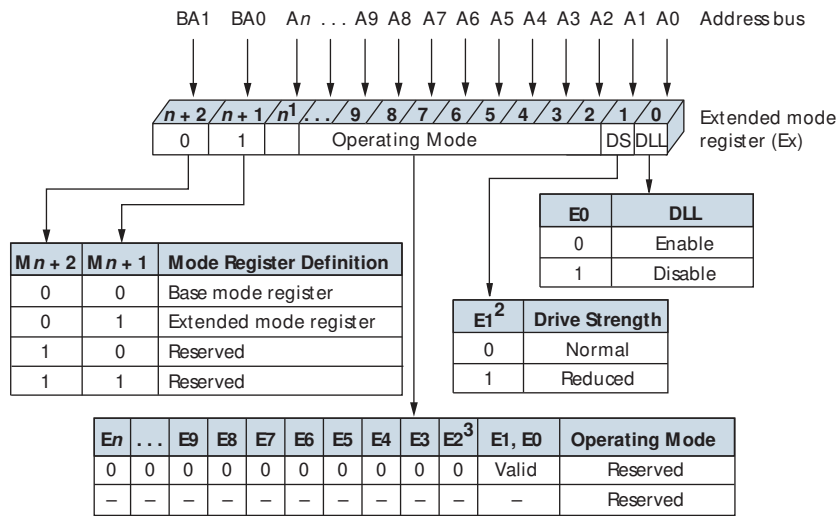 BA1 BA0 An . . . A9 A8 A7 A6 A5 A4 A3 A2 A1 A0 Address bus
n + 2 n + 1 n1 . . . 9 8 7 6 5 4 3 2 1 0
Extended mode
register (Ex)
0 1 Operating Mode DS DLL
E0 DLL
0 Enable
1 Disable
Mn + 2 Mn + 1 Mode Register Definition
0 0 Base mode register
0 1 Extended mode register
1 0 Reserved
1 1 Reserved
E1² Drive Strength
0 Normal
1 Reduced
En . . . E9 E8 E7 E6 E5 E4 E3 E2³ E1, E0 Operating Mode
0 0 0 0 0 0 0 0 0 0 Valid Reserved
– – – – – – – – – – – Reserved